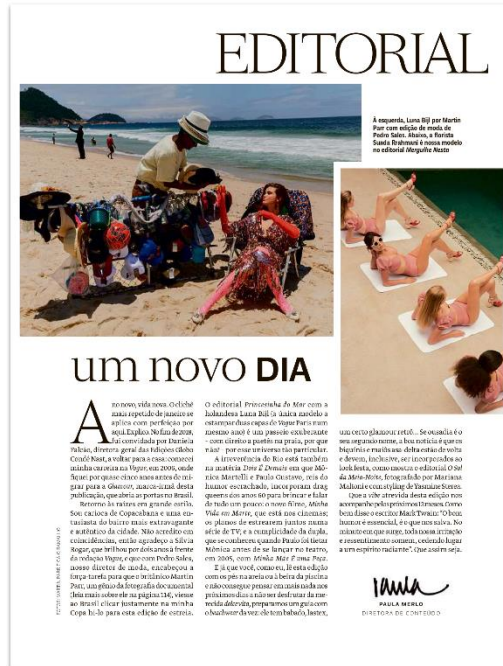 EDITORIAL
À esquerda, Luna Bijl por Martin
Parr com edição de moda de
Pedro Sales. Abaixo, a florista
é nossa modelo
no editorial Mergulhe Nesta
um novo DIA
Ano novo, vida nova. O clichê
mais repetido de janeiro se
aplica com perfeição por
aqui. Explico. No fim de
fui convidada por Daniela
Falcão, diretora geral das Edições Globo
Condé Nast, a voltar para a casa: comecei
minha carreira na Vogue, em 2005, onde
fiquei por quase cinco anos antes de mi-
grar para a Glamour, marca-irmã desta
publicação, que abria as portas no Brasil.
Retorno às raízes em grande estilo.
Sou carioca de Copacabana e uma en-
tusiasta do bairro mais extravagante
e autêntico da cidade. Não acredito em
coincidências, então agradeço a Silvia
Rogar, que brilhou por dois anos à frente
da redação Vogue, e que com Pedro Sales,
nosso diretor de moda, encabeçou a
força-tarefa para que o britânico Martin
Parr, um gênio da fotografia documental
(leia mais sobre ele na página 114), viesse
ao Brasil clicar justamente na minha
Copa hi-lo para esta edição de estreia.
O editorial Princesinha do Mar com a
holandesa Luna Bijl (a única modelo a
estampar duas capas de Vogue Paris num
mesmo ano) é um passeio exuberante
- com direito a paetês na praia, por que
não? - por esse universo tão particular.
A irreverência do Rio está também
na matéria Dois É Demais em que Mô-
nica Martelli e Paulo Gustavo, reis do
humor escrachado, incorporam drag
queens dos anos 60 para brincar e falar
de tudo um pouco: o novo filme, Minha
Vida em Marte, que está nos cinemas;
os planos de estrearem juntos numa
série de TV; e a cumplicidade da dupla,
que se conheceu quando Paulo foi tietar
Mônica antes de se lançar no teatro,
em 2005, com Minha Mãe É uma Peça.
E já que você, como eu, lê esta edição
com os pés na areia ou à beira da piscina
e não consegue pensar em mais nada nos
próximos dias a não ser desfrutar da me-
recida dolce vita, preparamos um guia com
o beachwear da vez: ele tem babado, lastex,
um certo glamour retrô... Se ousadia é o
seu segundo nome, a boa notícia é que os
biquínis e maiôs asa-delta estão de volta
e devem, inclusive, ser incorporados ao
look festa, como mostra o editorial O Sol
da Meia-Noite, fotografado por Mariana
Maltoni e com styling de Yasmine Sterea.
Que a vibe atrevida desta edição nos
acompanhe pelos próximos 12 meses. Como
bem disse o escritor Mark Twain: "O bom
humor é essencial, é o que nos salva. No
minuto em que surge, toda nossa irritação
e ressentimento somem, cedendo lugar
a um espírito radiante". Que assim seja.
Paula
PAULA MERLO
DIRETORA DE CONTEÚDO